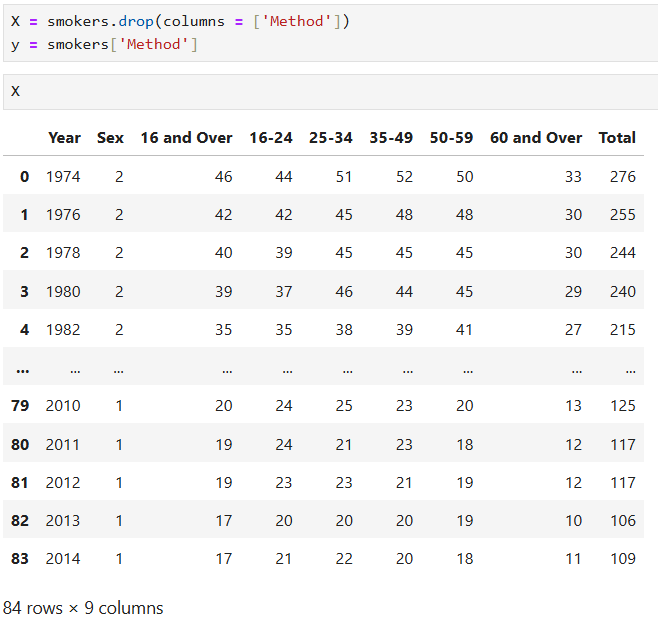 X = smokers.drop(columns = ['Method'])
y = smokers['Method']
X
Year Sex 16 and Over 16-24 25-34 35-49 50-59 60 and Over Total
0 1974 2 46 44 51 52 50 33 276
1 1976 2 42 42 45 48 48 30 255
2 1978 2 40 39 45 45 45 30 244
3 1980 2 39 37 46 44 45 29 240
4 1982 2 35 35 38 39 41 27 215
... ... ... ... ... ... ... ... ... ...
79 2010 1 20 24 25 23 20 13 125
80 2011 1 19 24 21 23 18 12 117
81 2012 1 19 23 23 21 19 12 117
82 2013 1 17 20 20 20 19 10 106
83 2014 1 17 21 22 20 18 11 109
84 rows × 9 columns